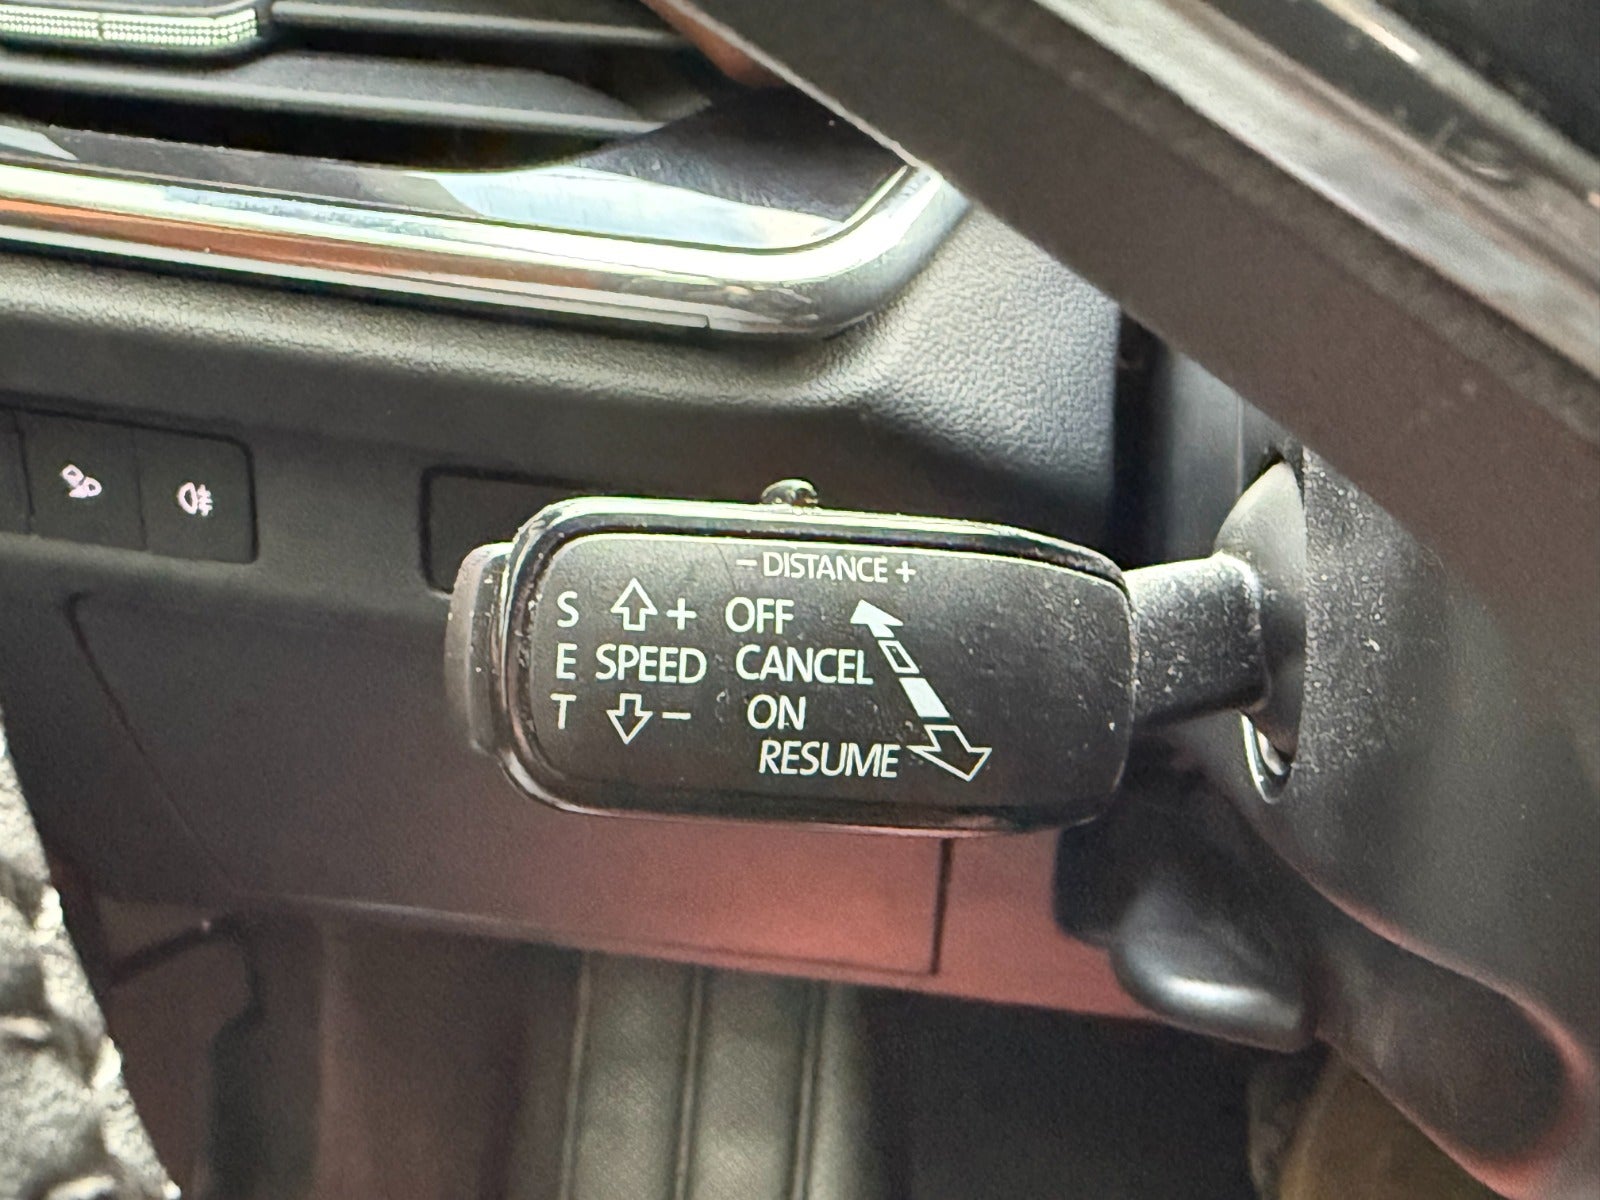 - DISTANCE +
S + OFF
E SPEED CANCEL
T - ON
RESUME